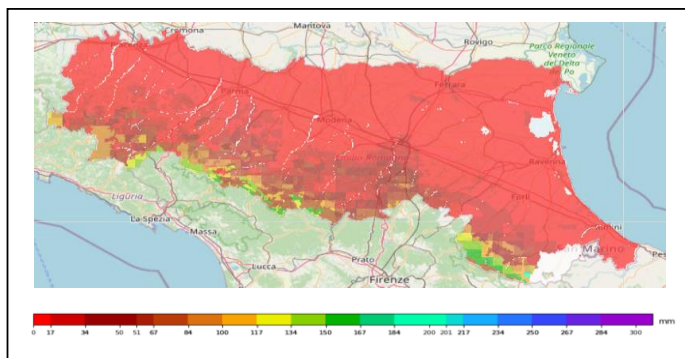 Cremona
Mantova
Rovigo
Parco Regionale
Veneto
del Delta
del Po
Parma
Ferrara
Modena
Ravenna
Liguria
La-Spezia
Forlì
Rimini
Massa
San Marino
Lucca
Prato
Firenze
0 17 34 50 51 67 84 100 117 134 150 167 184 200 201 217 234 250 267 284 mm